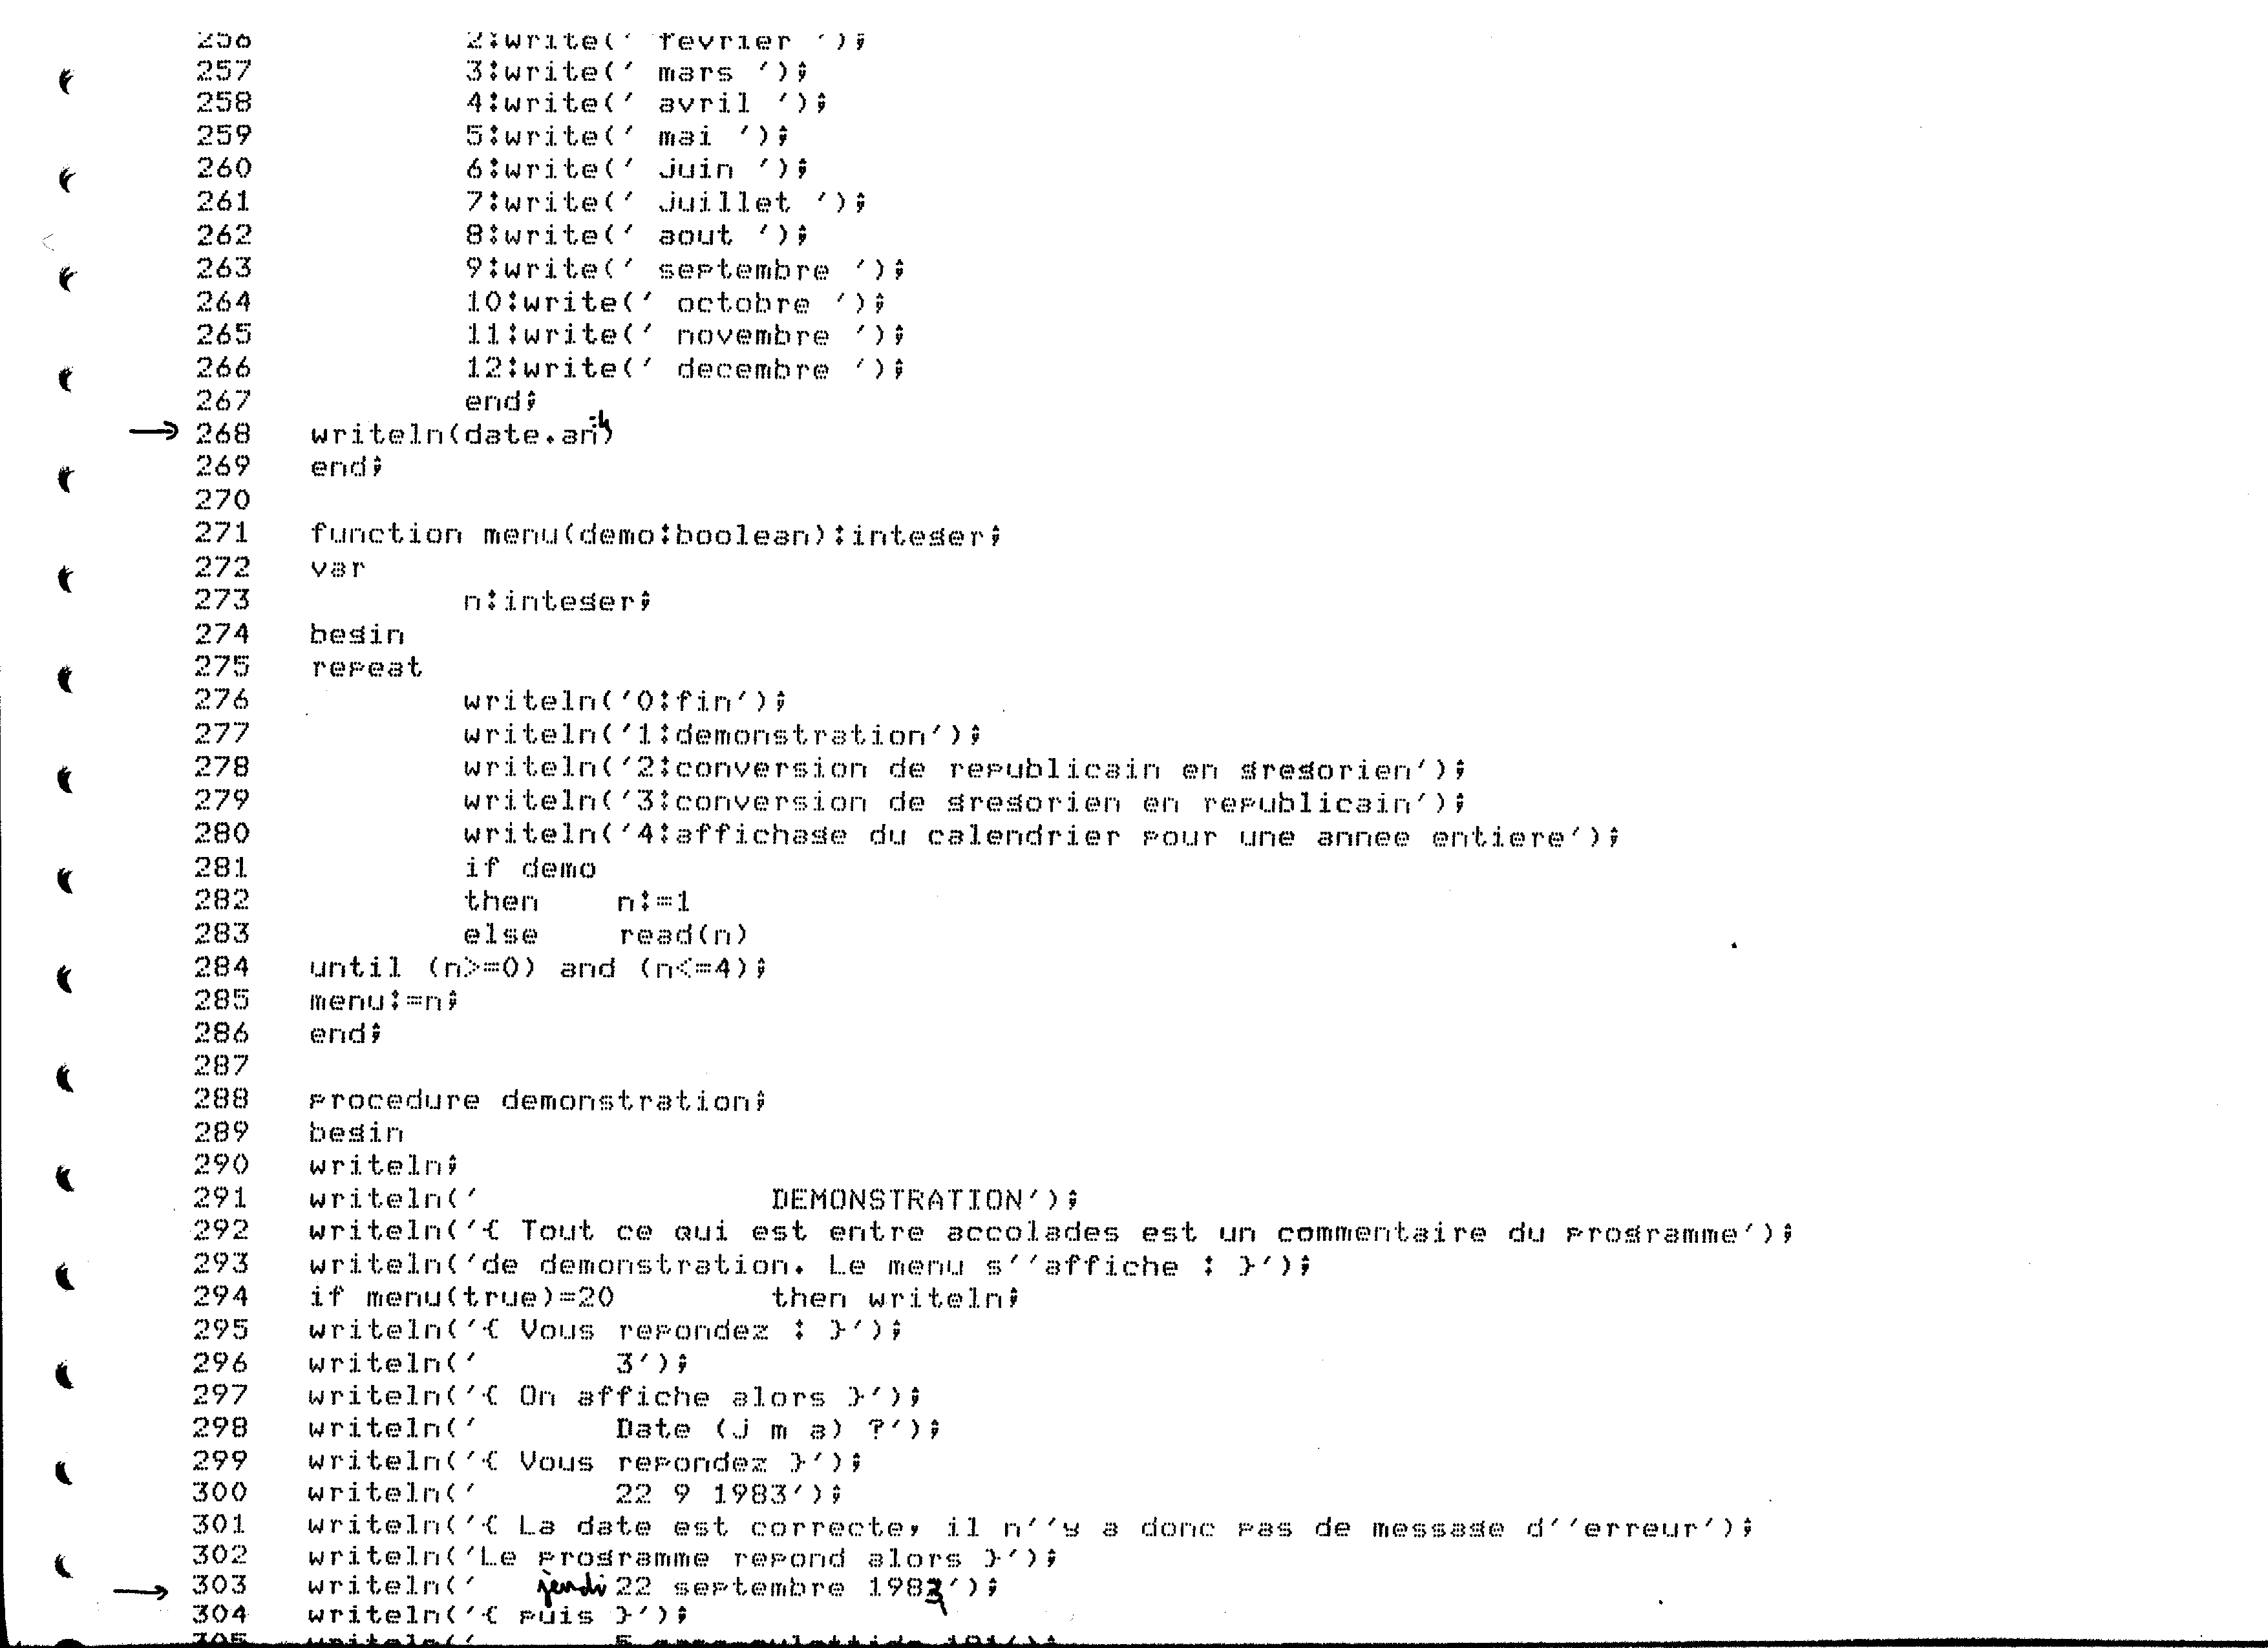 256 2:write(' fevrier ');
257 3:write(' mars ');
258 4:write(' avril ');
259 5:write(' mai ');
260 6:write(' juin ');
261 7:write(' juillet ');
262 8:write(' aout ');
263 9:write(' septembre ');
264 10:write(' octobre ');
265 11:write(' novembre ');
266 12:write(' decembre ');
267 end;
→ 268 writeln(date.an:4)
269 end;
270
271 function menu(demo:boolean):integer;
272 var
273 n:integer;
274 begin
275 repeat
276 writeln('0:fin');
277 writeln('1:demonstration');
278 writeln('2:conversion de republicain en gregorien');
279 writeln('3:conversion de gregorien en republicain');
280 writeln('4:affichage du calendrier pour une annee entiere');
281 if demo
282 then n:=1
283 else read(n)
284 until (n>=0) and (n<=4);
285 menu:=n;
286 end;
287
288 procedure demonstration;
289 begin
290 writeln;
291 writeln(' DEMONSTRATION');
292 writeln('{ Tout ce qui est entre accolades est un commentaire du programme');
293 writeln('de demonstration. Le menu s''affiche : }');
294 if menu(true)=20 then writeln;
295 writeln('{ Vous repondez : }');
296 writeln(' 3');
297 writeln('{ On affiche alors }');
298 writeln(' Date (j m a) ?');
299 writeln('{ Vous repondez }');
300 writeln(' 22 9 1983');
301 writeln('{ La date est correcte, il n''y a donc pas de message d''erreur');
302 writeln('Le programme repond alors }');
→ 303 writeln(' jeudi 22 septembre 1983');
304 writeln('{ puis }');
305 writeln('